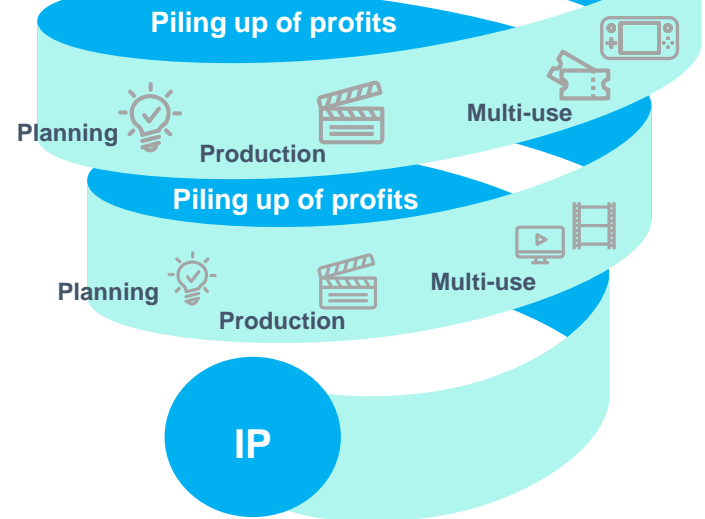 Piling up of profits
Planning
Production
Multi-use
Piling up of profits
Planning
Production
Multi-use
IP